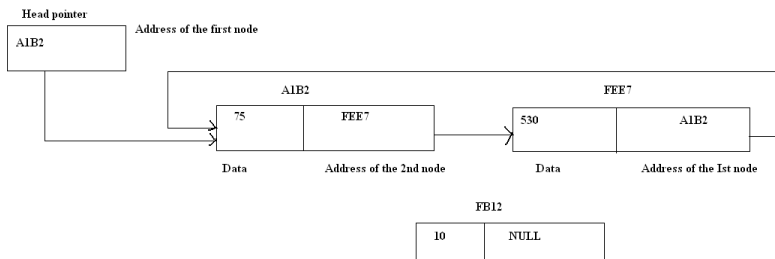 Head pointer
Address of the first node
A1B2
A1B2
FEE7
75
FEE7
530
A1B2
Data
Address of the 2nd node
Data
Address of the Ist node
FB12
10
NULL